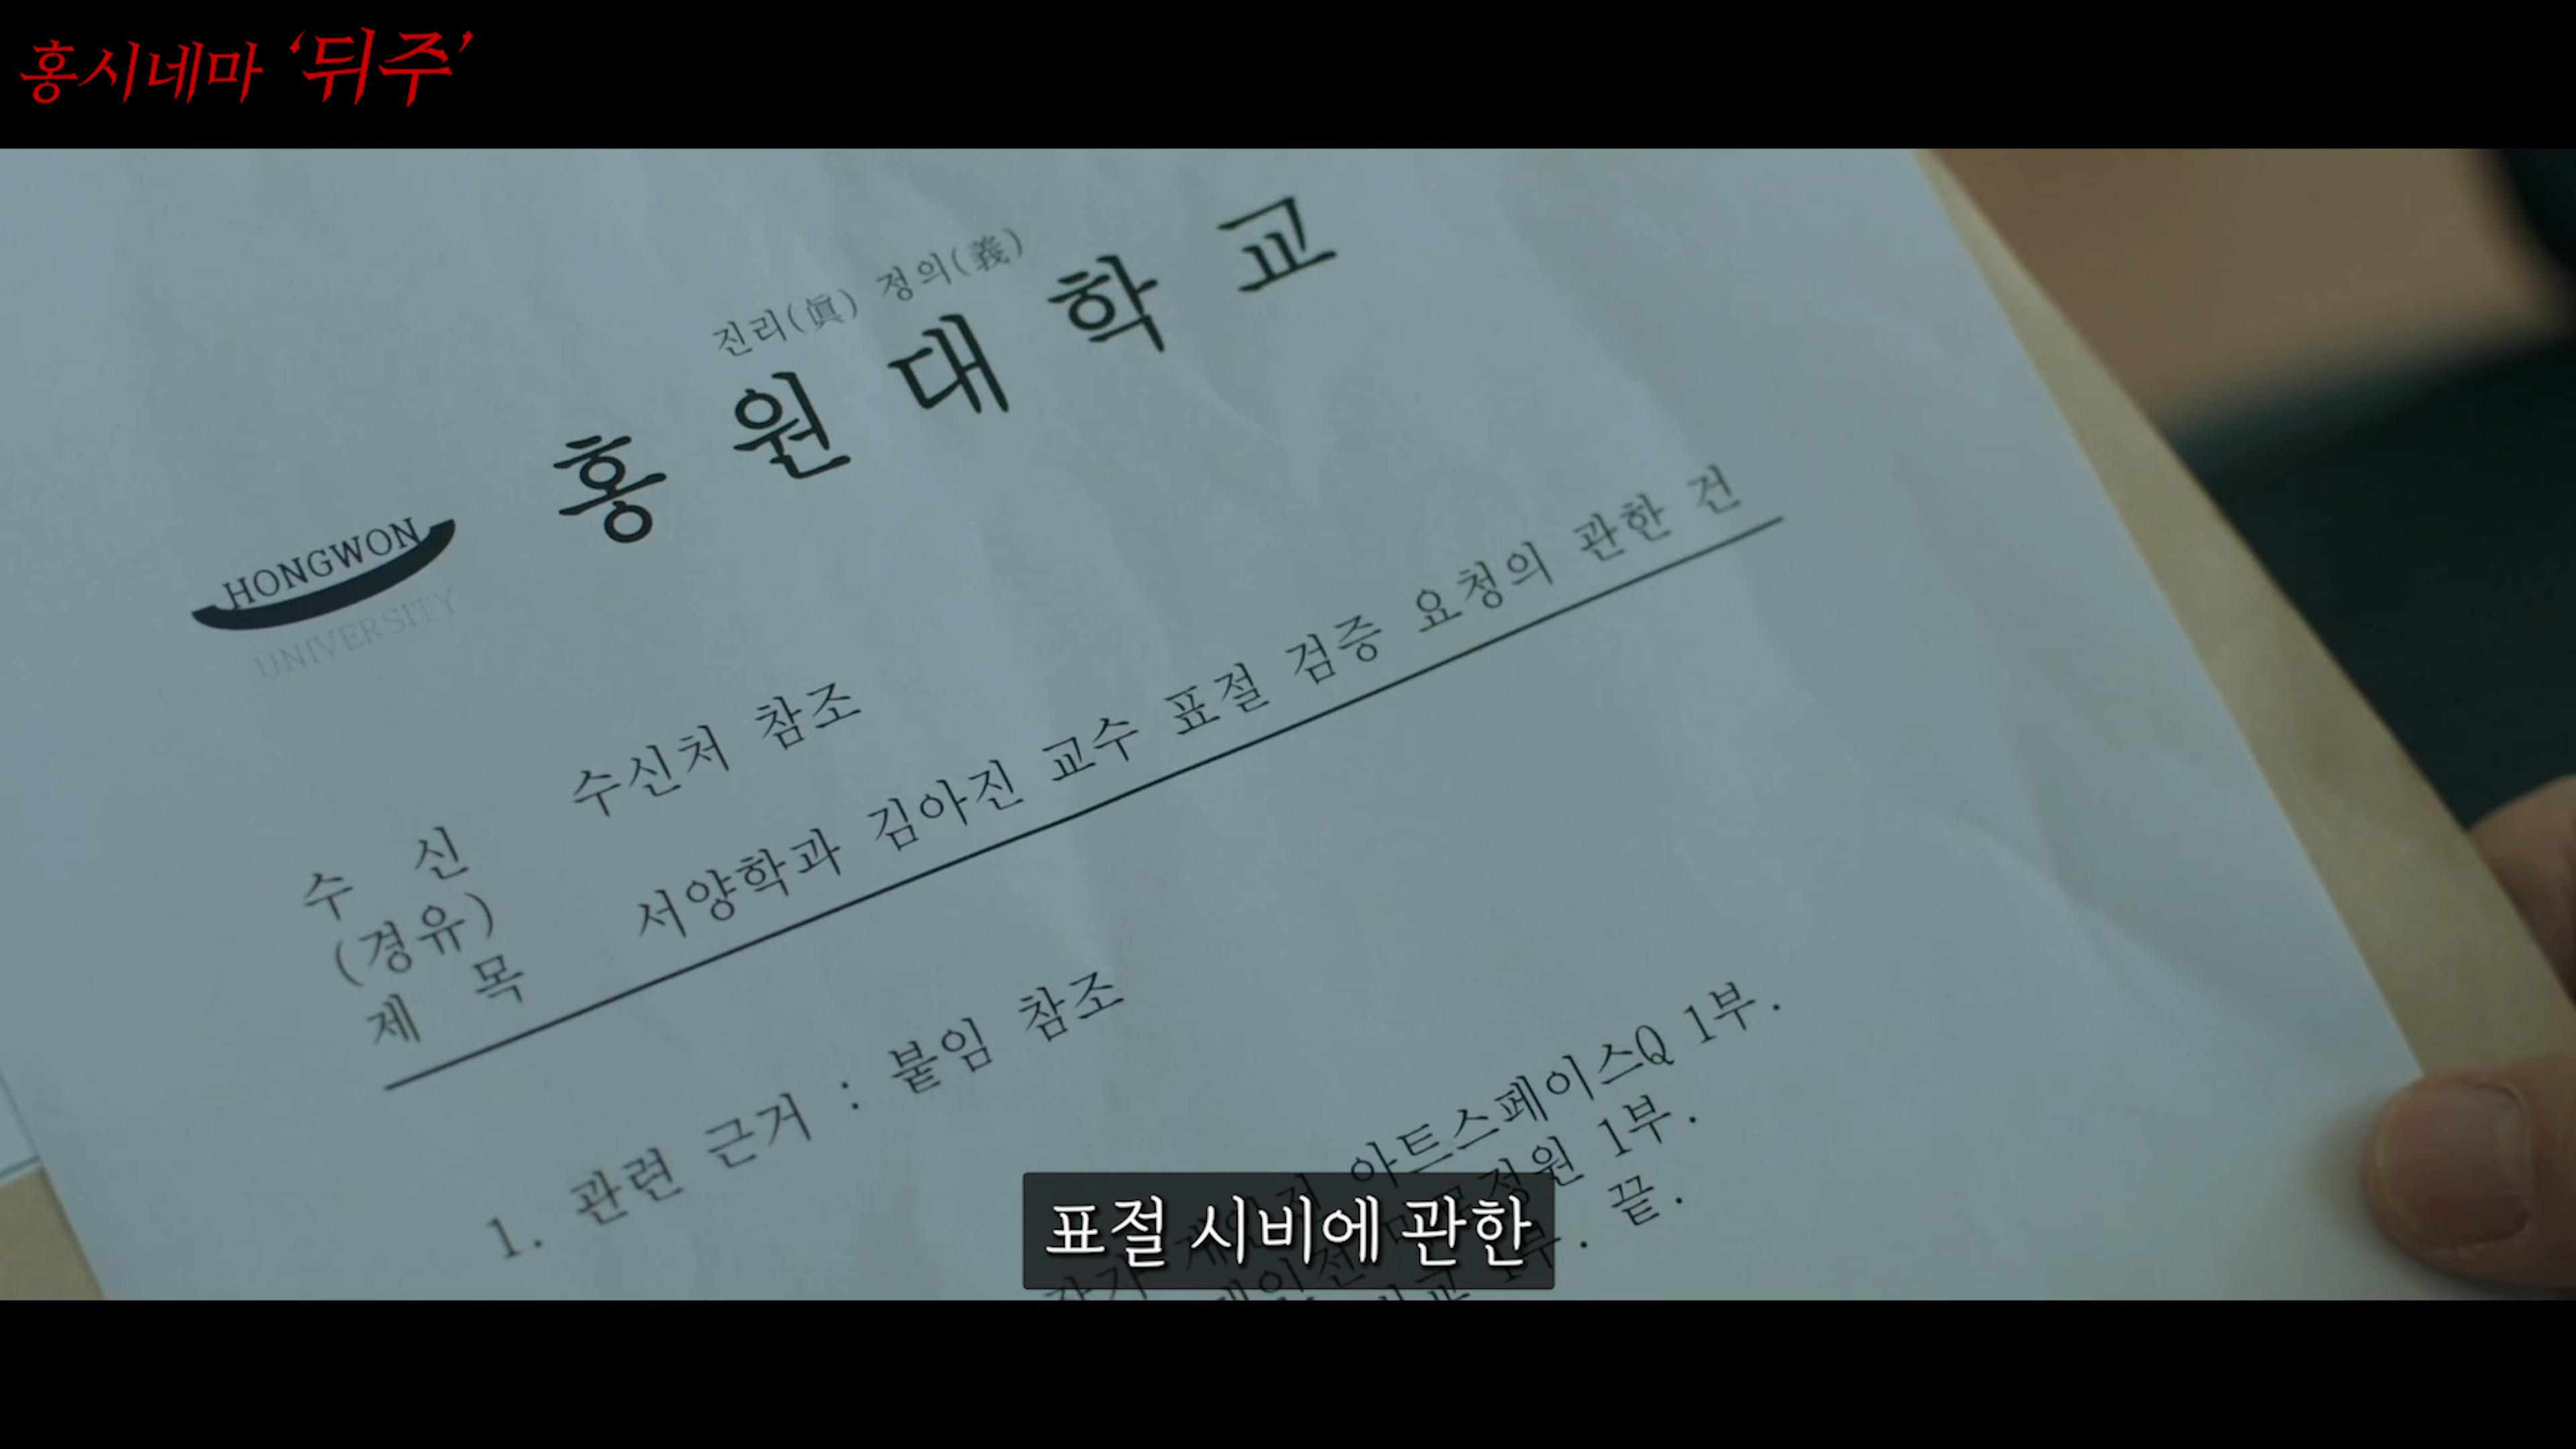 홍시네마 '뒤주'
진리(眞) 정의(義)
홍원대학교
HONGWON
UNIVERSITY
수 신 수신처 참조
(경유)
제 목 서양학과 김아진 교수 표절 검증 요청의 관한 건
1. 관련 근거 : 붙임 참조
아트스페이스Q 1부.
1부.
끝.
표절 시비에 관한